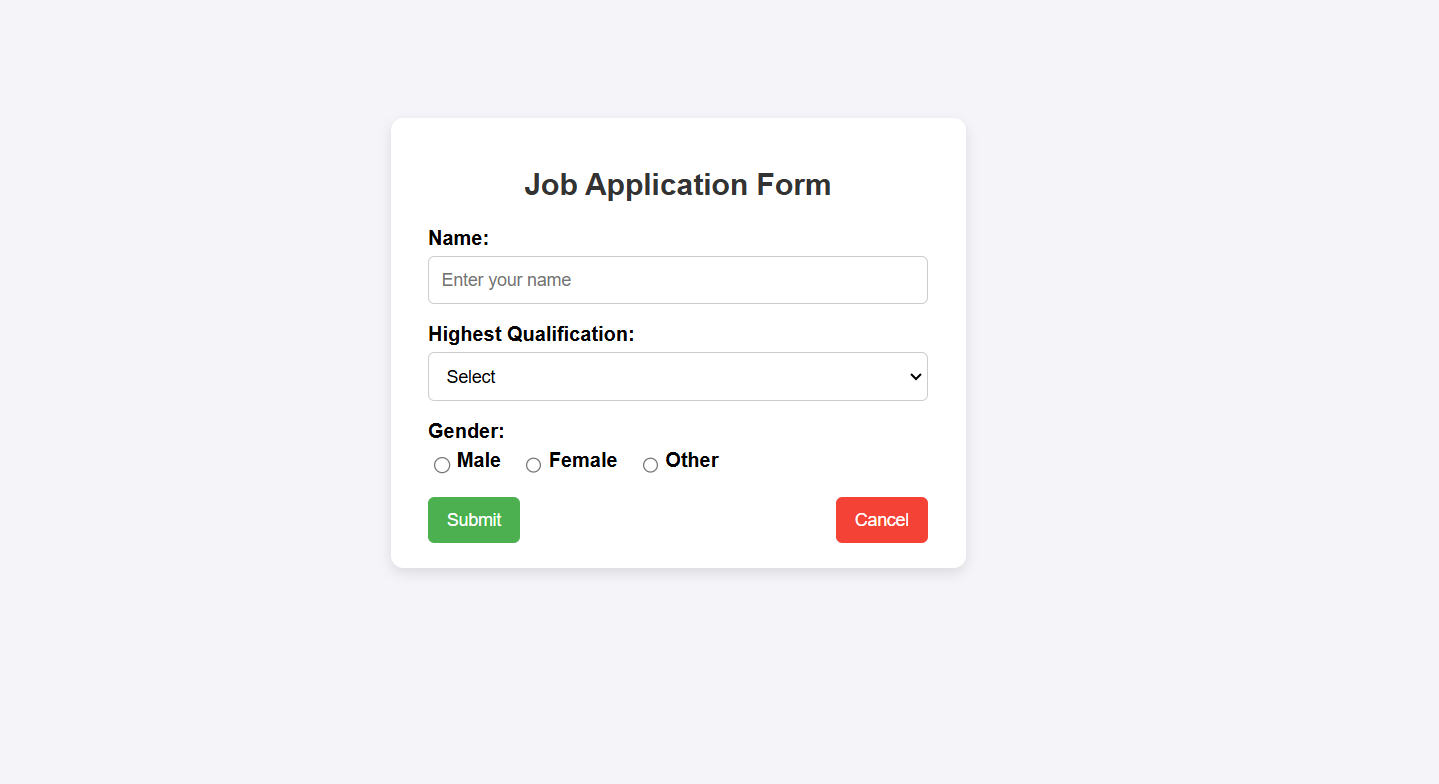 Job Application Form
Name:
Enter your name
Highest Qualification:
Select
Gender:
Male Female Other
Submit Cancel